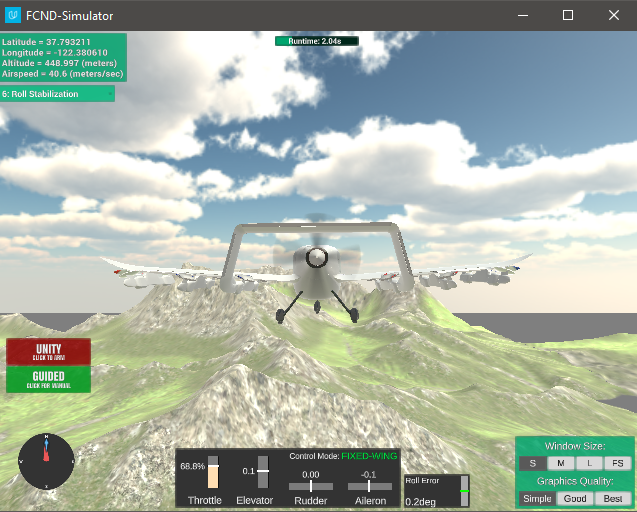 FCND-Simulator
Latitude = 37.793211
Longitude = -122.380610
Altitude = 448.997 (meters)
Airspeed = 40.6 (meters/sec)
Runtime: 2.04s
6: Roll Stabilization
UNITY
CLICK TO ARM
GUIDED
CLICK FOR MANUAL
N
Control Mode: FIXED-WING
68.8%
0.1
0.00
-0.1
Throttle
Elevator
Rudder
Aileron
Roll Error
0.2deg
Window Size:
S M L FS
Graphics Quality:
Simple Good Best